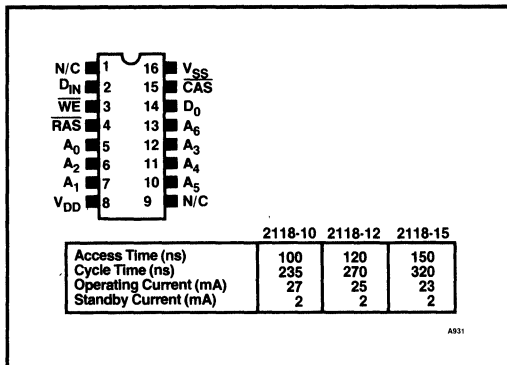 N/C 1 16 VSS
DIN 2 15 CAS
WE 3 14 D0
RAS 4 13 A6
A0 5 12 A3
A2 6 11 A4
A1 7 10 A5
VDD 8 9 N/C
2118-10 2118-12 2118-15
Access Time (ns) 100 120 150
Cycle Time (ns) 235 270 320
Operating Current (mA) 27 25 23
Standby Current (mA) 2 2 2
A931